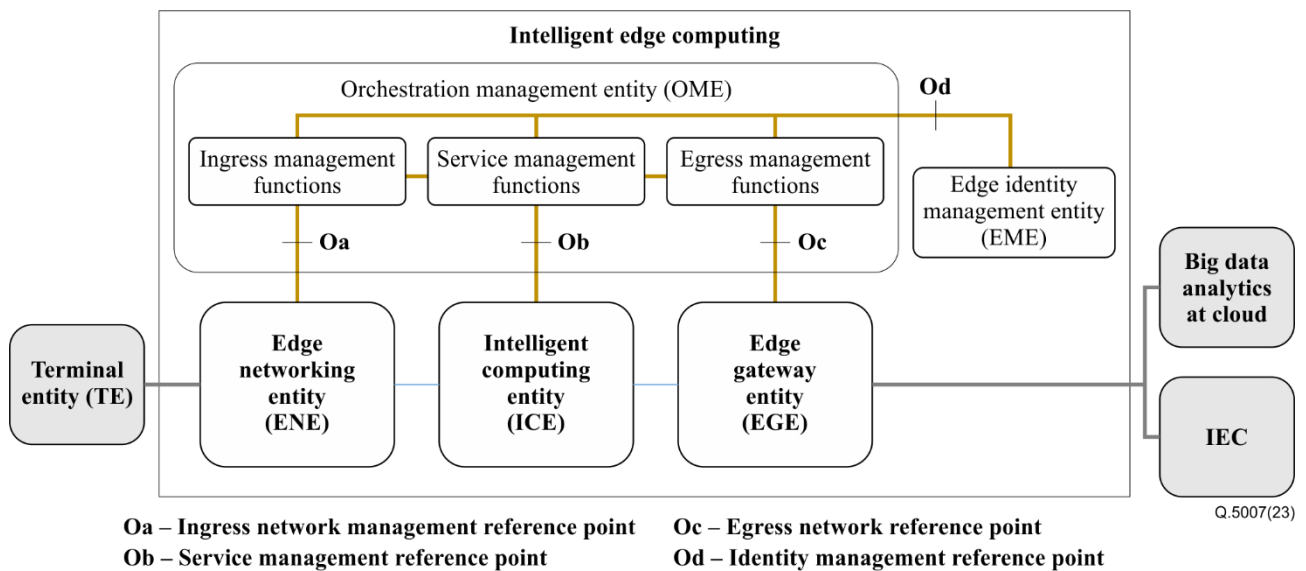 Intelligent edge computing
Orchestration management entity (OME)
Od
Ingress management
functions
Service management
functions
Egress management
functions
Edge identity
management entity
(EME)
Oa
Ob
Oc
Big data
analytics
at cloud
Terminal
entity (TE)
Edge
networking
entity
(ENE)
Intelligent
computing
entity
(ICE)
Edge
gateway
entity
(EGE)
IEC
Q.5007(23)
Oa – Ingress network management reference point
Oc – Egress network reference point
Ob – Service management reference point
Od – Identity management reference point